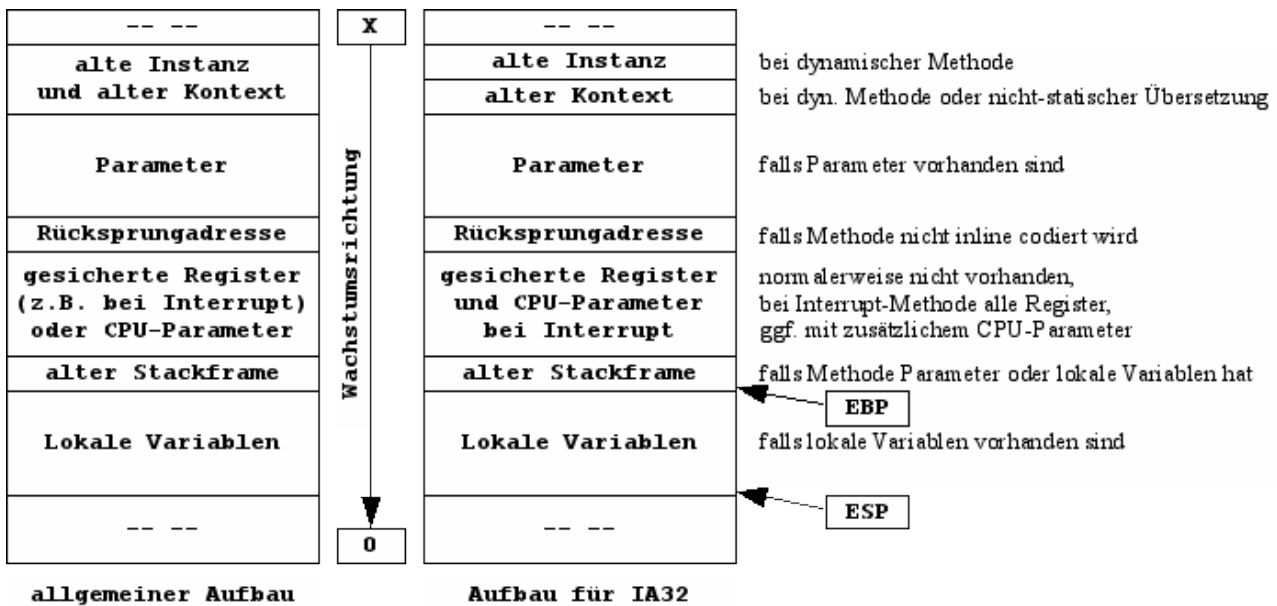 -- --
X
-- --
alte Instanz
und alter Kontext
alte Instanz
bei dynamischer Methode
alter Kontext
bei dyn. Methode oder nicht-statischer Übersetzung
Parameter
Wachstumsrichtung
Parameter
falls Parameter vorhanden sind
Rücksprungadresse
Rücksprungadresse
falls Methode nicht inline codiert wird
gesicherte Register
(z.B. bei Interrupt)
oder CPU-Parameter
gesicherte Register
und CPU-Parameter
bei Interrupt
normalerweise nicht vorhanden,
bei Interrupt-Methode alle Register,
ggf. mit zusätzlichem CPU-Parameter
alter Stackframe
alter Stackframe
falls Methode Parameter oder lokale Variablen hat
EBP
Lokale Variablen
Lokale Variablen
falls lokale Variablen vorhanden sind
ESP
-- --
0
-- --
allgemeiner Aufbau
Aufbau für IA32